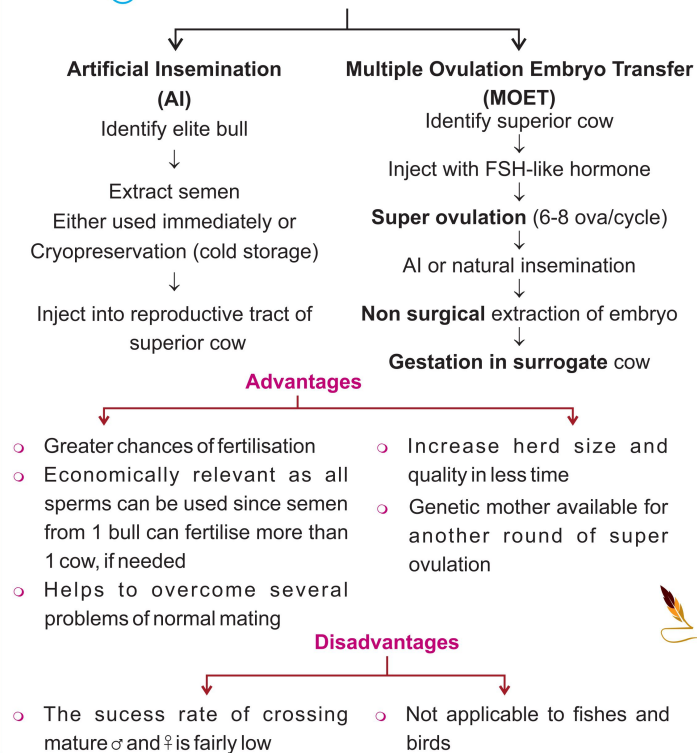 Artificial Insemination
(AI)
Identify elite bull
↓
Extract semen
Either used immediately or
Cryopreservation (cold storage)
↓
Inject into reproductive tract of
superior cow
Multiple Ovulation Embryo Transfer
(MOET)
Identify superior cow
↓
Inject with FSH-like hormone
↓
Super ovulation (6-8 ova/cycle)
↓
AI or natural insemination
↓
Non surgical extraction of embryo
↓
Gestation in surrogate cow
Advantages
Greater chances of fertilisation
Economically relevant as all
sperms can be used since semen
from 1 bull can fertilise more than
1 cow, if needed
Helps to overcome several
problems of normal mating
Increase herd size and
quality in less time
Genetic mother available for
another round of super
ovulation
Disadvantages
The sucess rate of crossing
mature ♂ and ♀ is fairly low
Not applicable to fishes and
birds